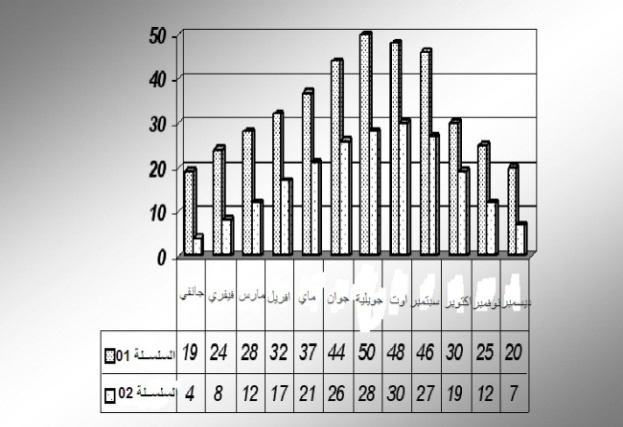 50
40
30
20
10
0
جانفي فيفري مارس افريل ماي جوان جويلية اوت سبتمبر اكتوبر نوفمبر ديسمبر
السلسلة 01 19 24 28 32 37 44 50 48 46 30 25 20
السلسلة 02 4 8 12 17 21 26 28 30 27 19 12 7